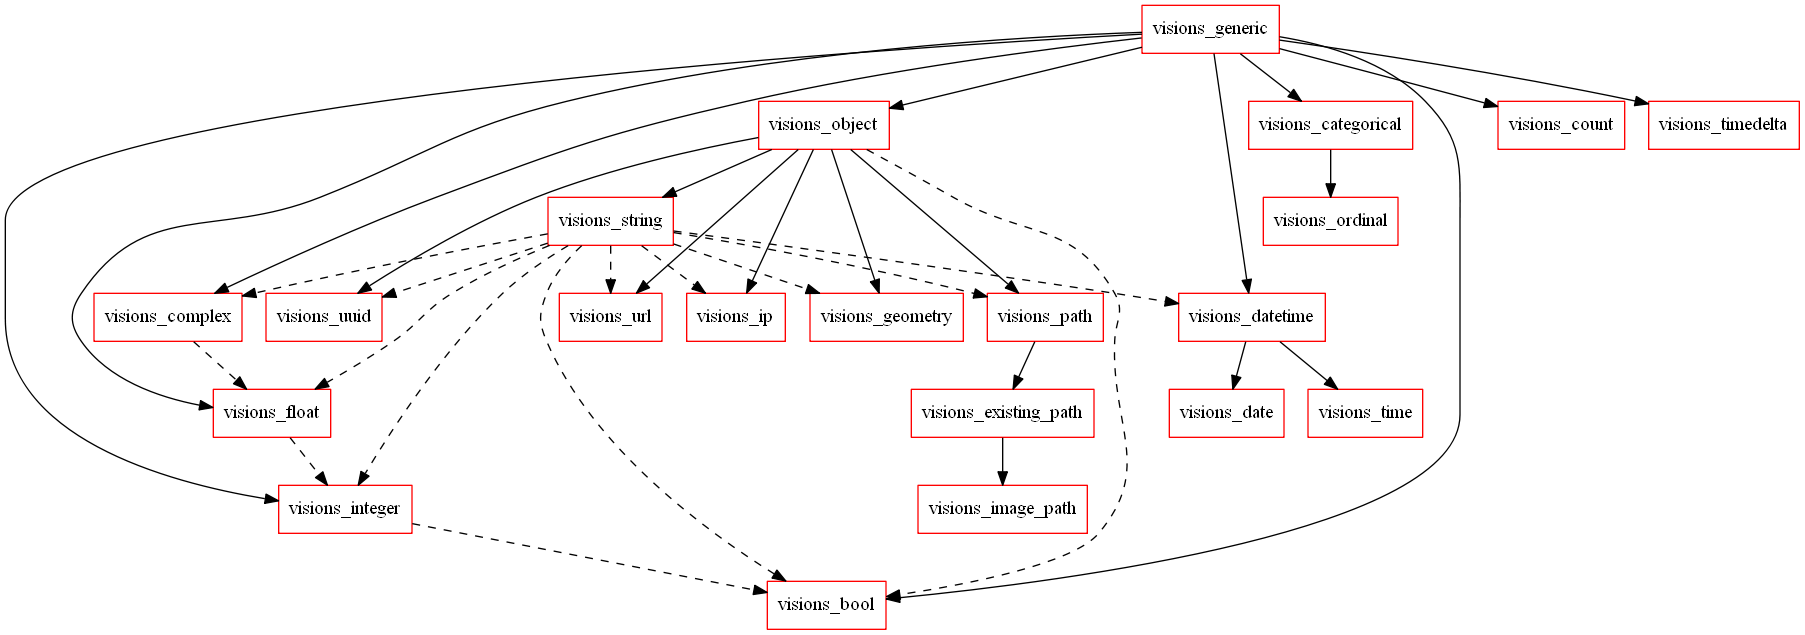 visions_generic
visions_object
visions_categorical
visions_count
visions_timedelta
visions_string
visions_ordinal
visions_complex
visions_uuid
visions_url
visions_ip
visions_geometry
visions_path
visions_datetime
visions_float
visions_existing_path
visions_date
visions_time
visions_integer
visions_image_path
visions_bool